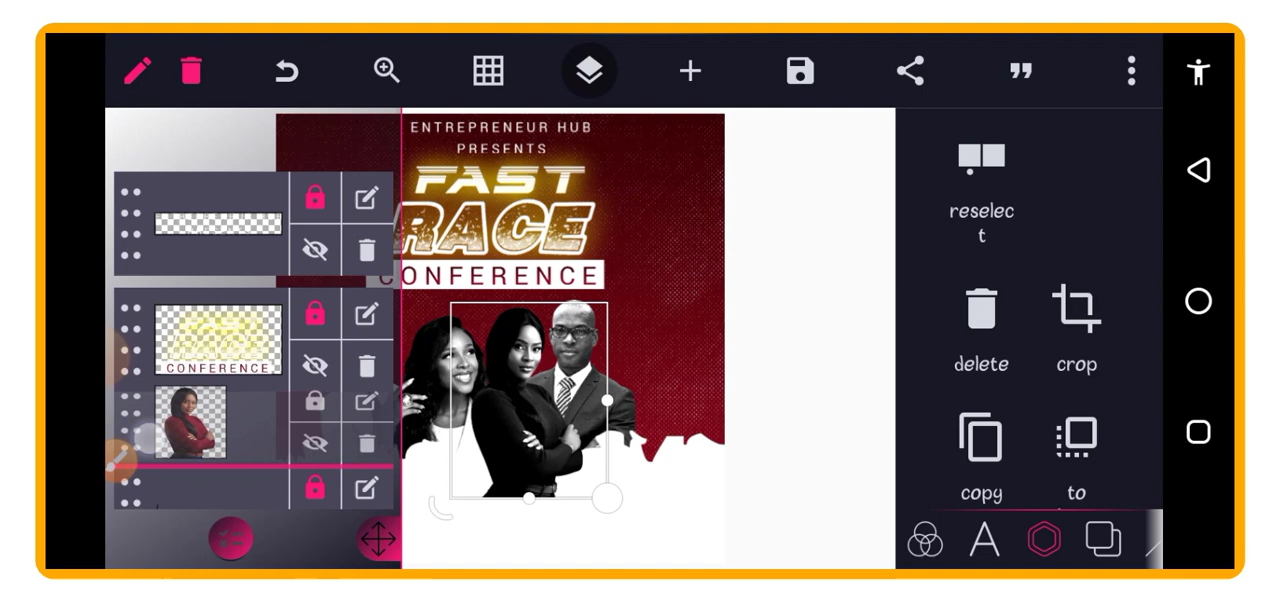 ENTREPRENEUR HUB
PRESENTS
FAST
RACE
CONFERENCE
CONFERENCE
reselec
t
delete
crop
copy
to